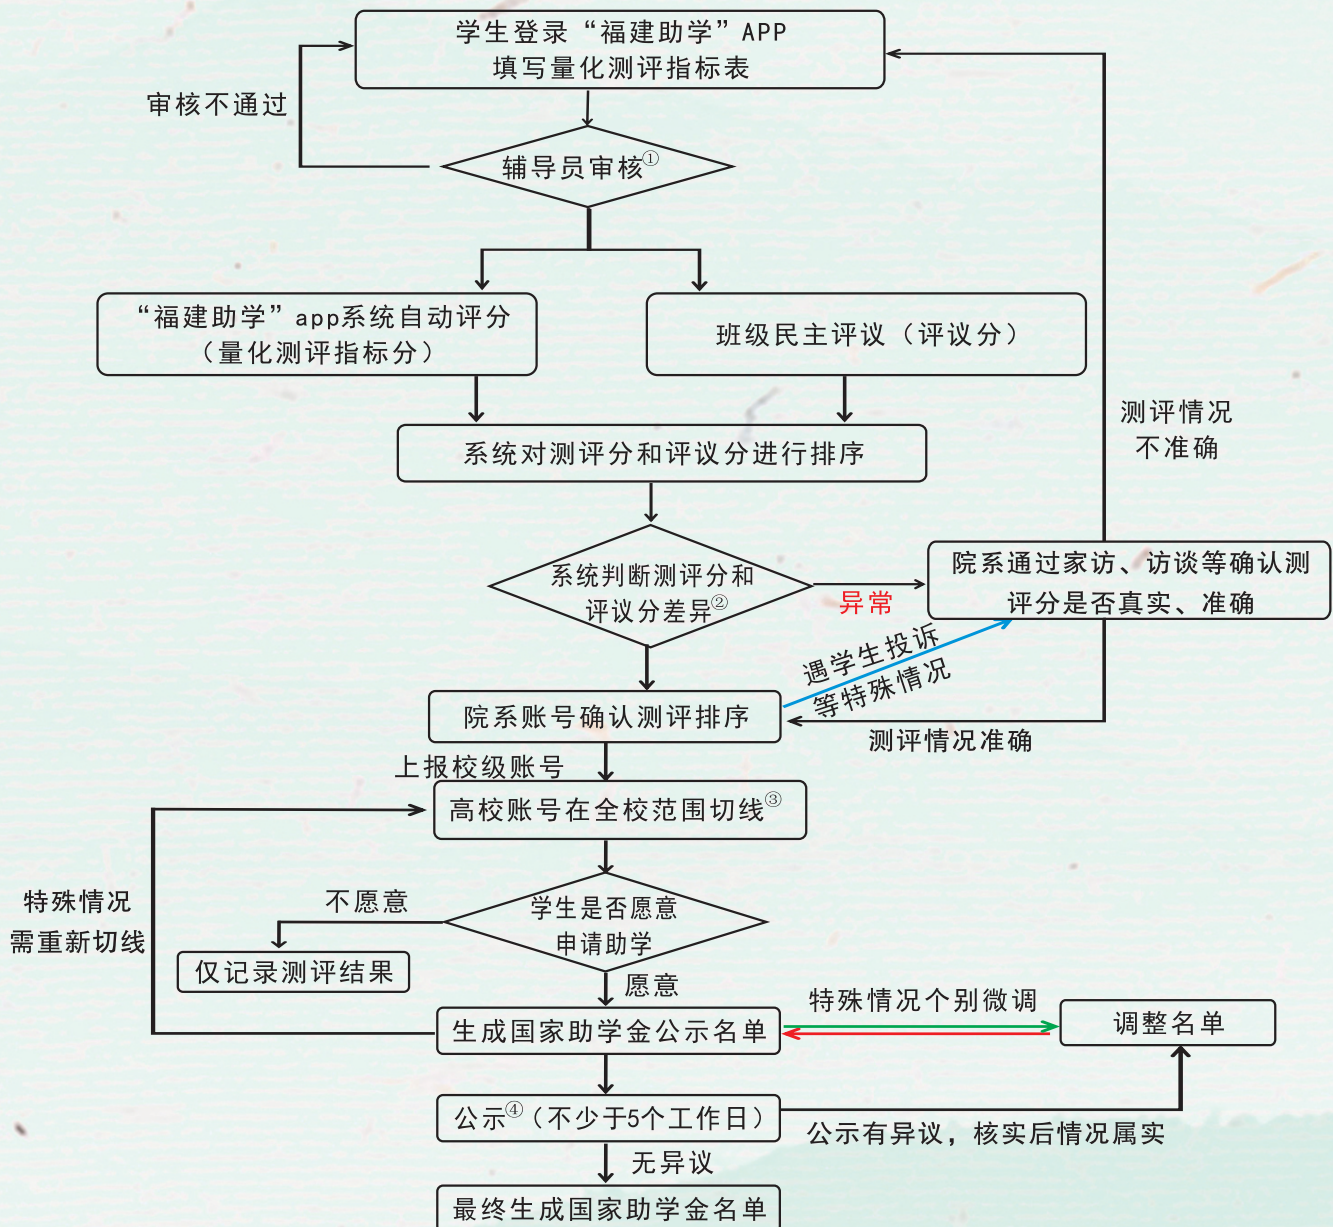 学生登录“福建助学”APP
填写量化测评指标表
审核不通过
辅导员审核①
“福建助学”app系统自动评分
（量化测评指标分）
班级民主评议（评议分）
测评情况
不准确
系统对测评分和评议分进行排序
系统判断测评分和
评议分差异②
异常
院系通过家访、访谈等确认测
评分是否真实、准确
遇学生投诉
等特殊情况
院系账号确认测评排序
测评情况准确
上报校级账号
高校账号在全校范围切线③
特殊情况
需重新切线
不愿意
学生是否愿意
申请助学
仅记录测评结果
愿意
生成国家助学金公示名单
特殊情况个别微调
调整名单
公示④（不少于5个工作日）
公示有异议，核实后情况属实
无异议
最终生成国家助学金名单